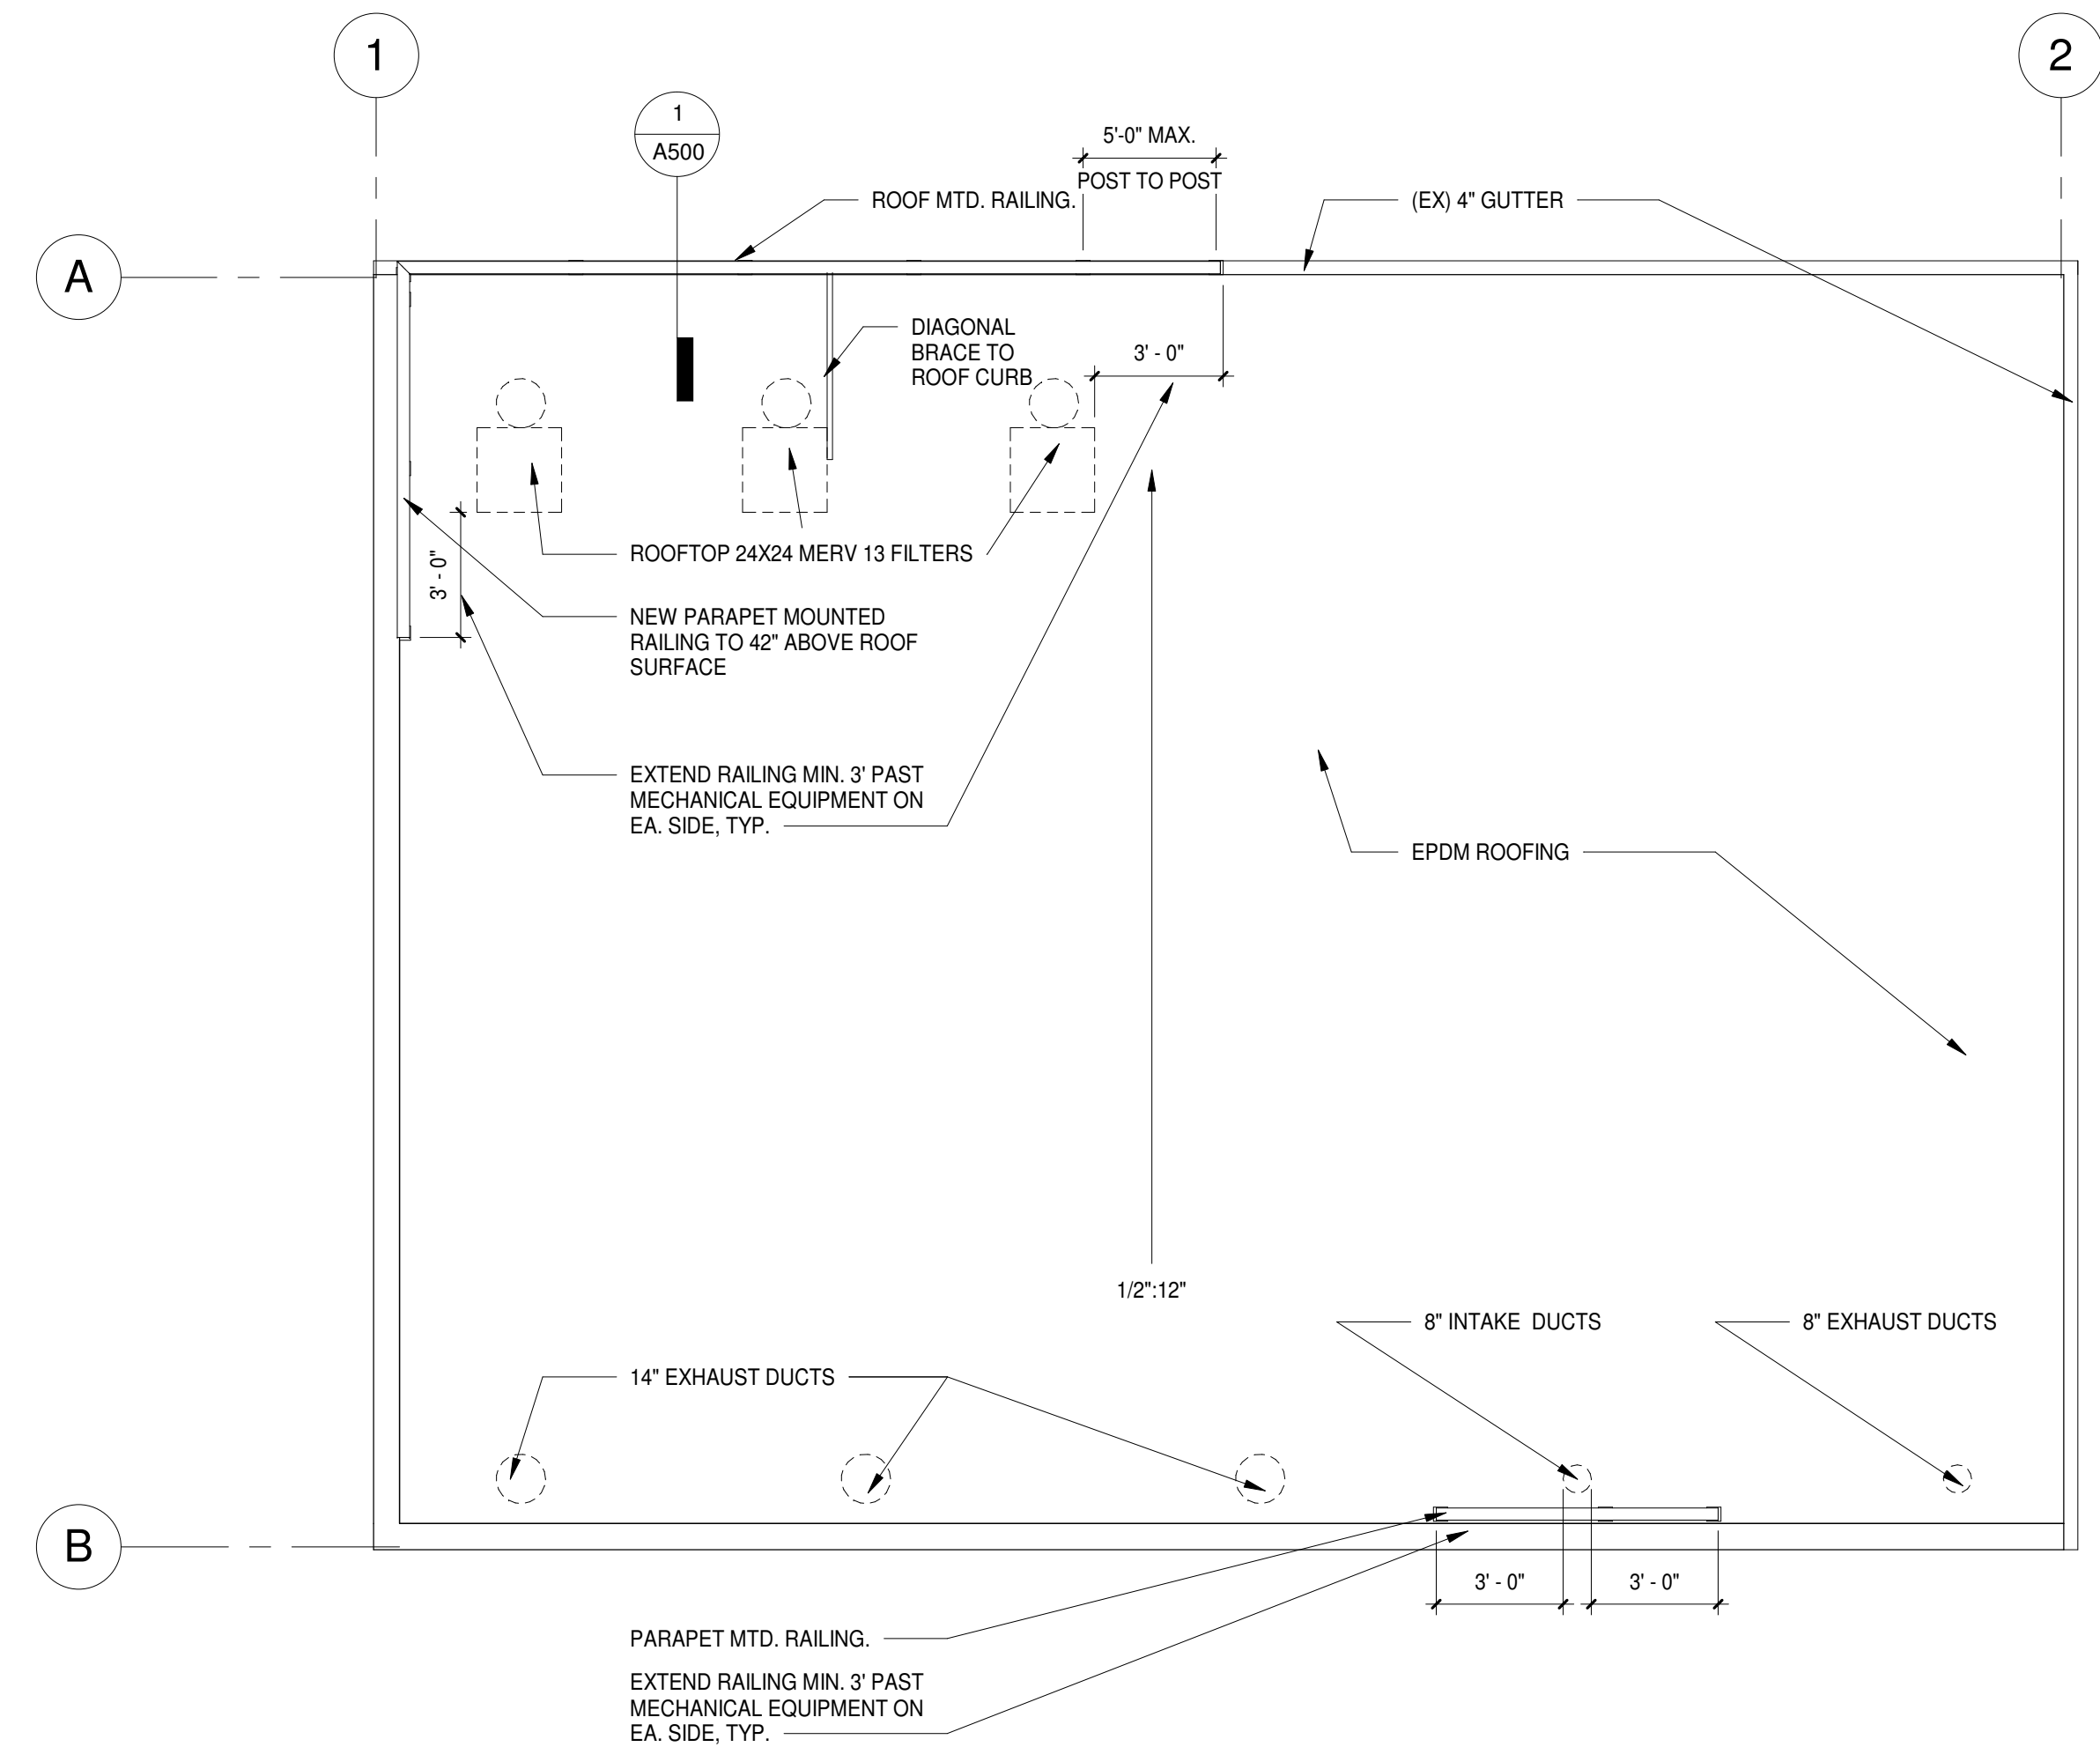 1
2
1
A500
5'-0" MAX.
POST TO POST
ROOF MTD. RAILING.
(EX) 4" GUTTER
A
DIAGONAL
BRACE TO
ROOF CURB
3' - 0"
ROOFTOP 24X24 MERV 13 FILTERS
3' - 0"
NEW PARAPET MOUNTED
RAILING TO 42" ABOVE ROOF
SURFACE
EXTEND RAILING MIN. 3' PAST
MECHANICAL EQUIPMENT ON
EA. SIDE, TYP.
EPDM ROOFING
1/2":12"
8" INTAKE DUCTS
8" EXHAUST DUCTS
14" EXHAUST DUCTS
B
3' - 0"
3' - 0"
PARAPET MTD. RAILING.
EXTEND RAILING MIN. 3' PAST
MECHANICAL EQUIPMENT ON
EA. SIDE, TYP.